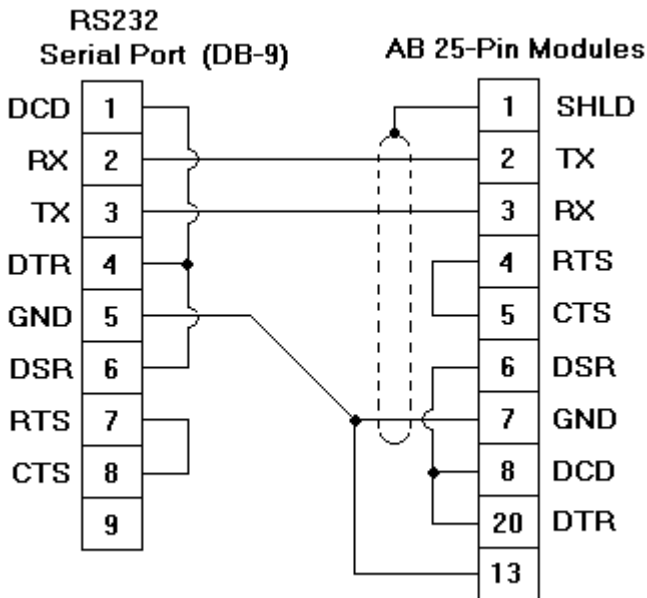 RS232
Serial Port (DB-9)
AB 25-Pin Modules
DCD 1 1 SHLD
RX 2 2 TX
TX 3 3 RX
DTR 4 4 RTS
GND 5 5 CTS
DSR 6 6 DSR
RTS 7 7 GND
CTS 8 8 DCD
9 20 DTR
13